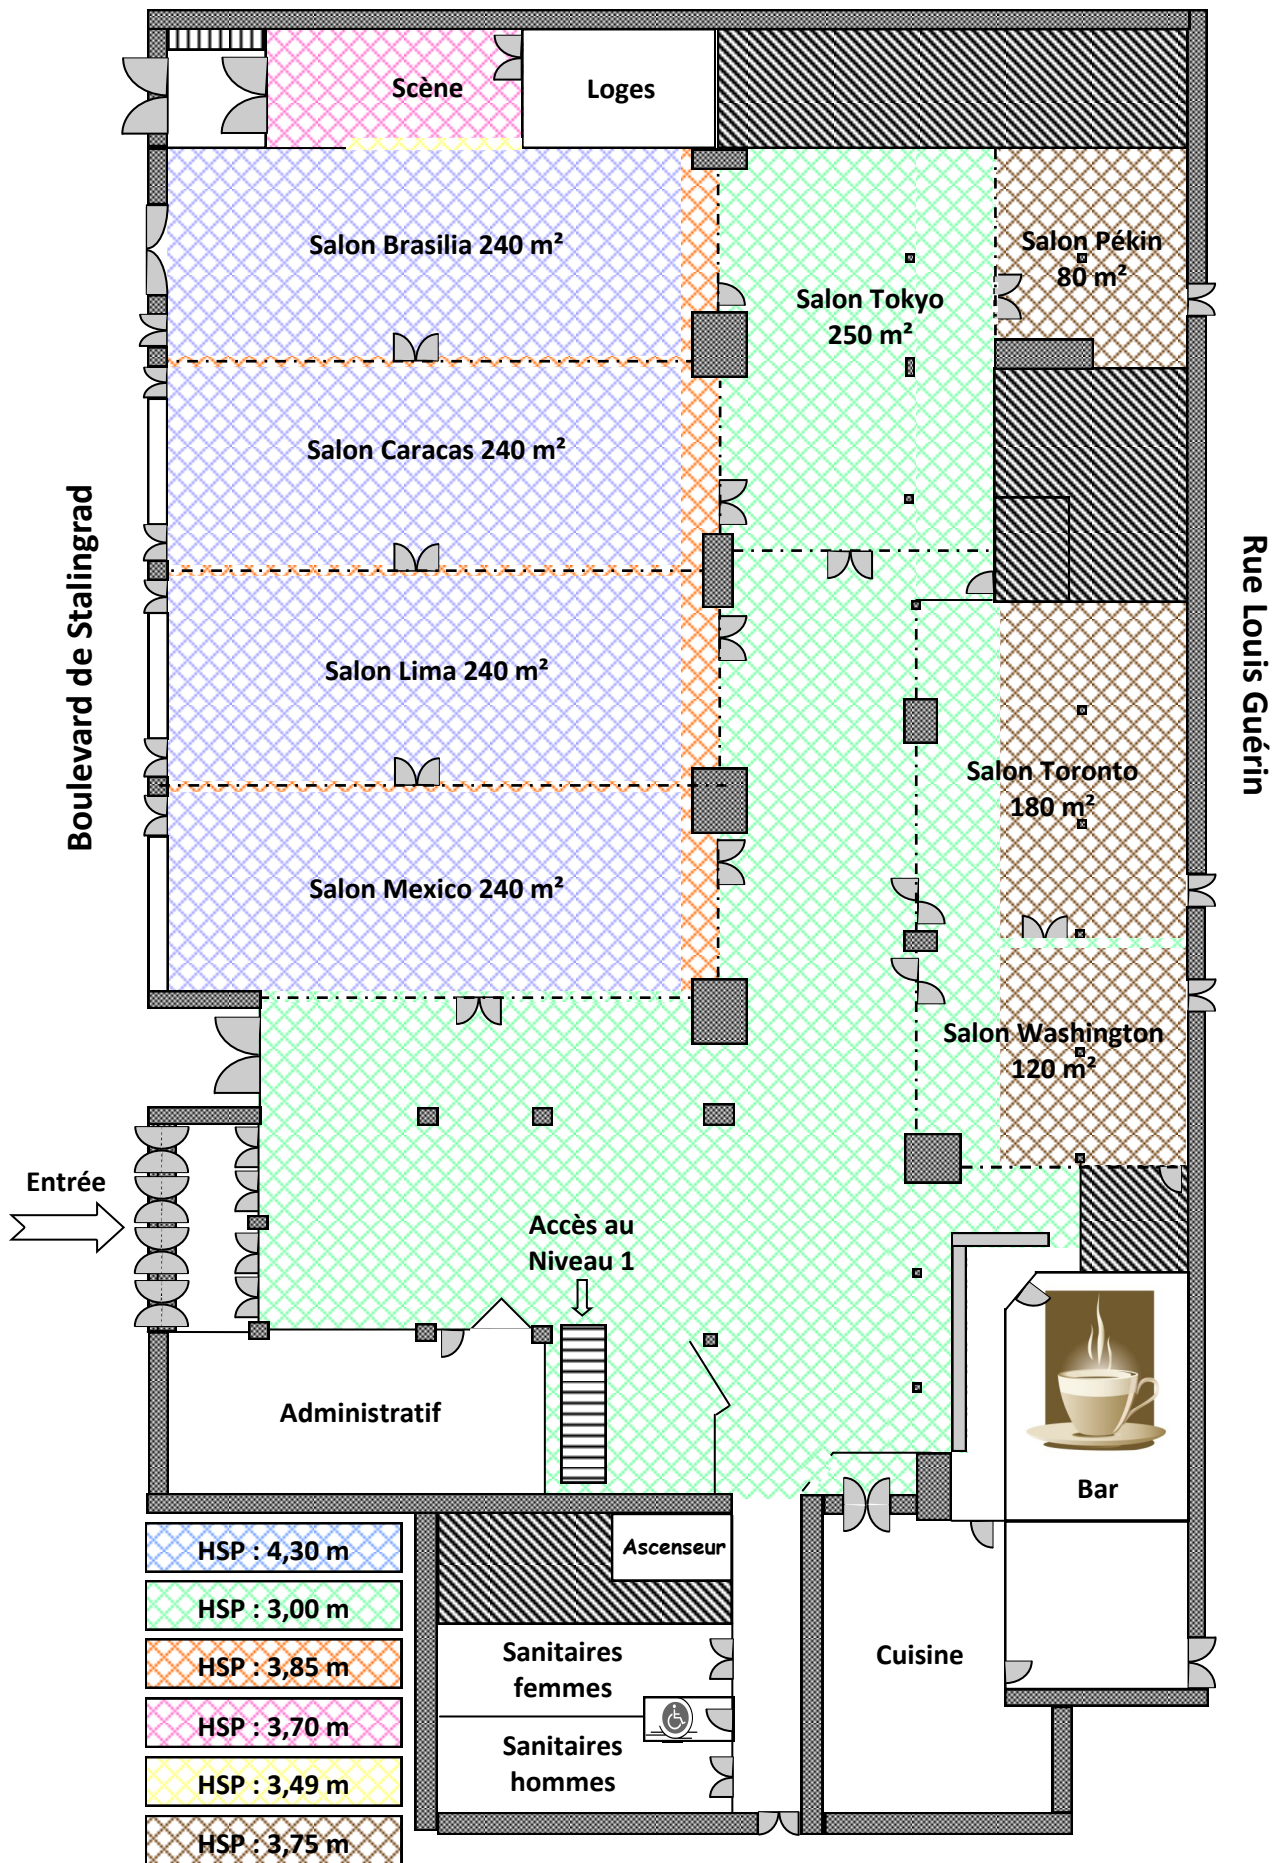 Scène
Loges
Salon Brasilia 240 m²
Salon Pékin
80 m²
Salon Tokyo
250 m²
Salon Caracas 240 m²
Boulevard de Stalingrad
Rue Louis Guérin
Salon Lima 240 m²
Salon Toronto
180 m²
Salon Mexico 240 m²
Salon Washington
120 m²
Entrée
Accès au
Niveau 1
Administratif
Bar
HSP : 4,30 m
HSP : 3,00 m
HSP : 3,85 m
HSP : 3,70 m
HSP : 3,49 m
HSP : 3,75 m
Ascenseur
Sanitaires
femmes
Sanitaires
hommes
Cuisine